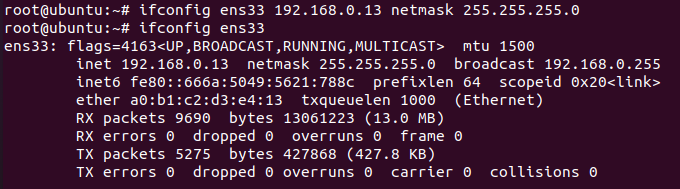 root@ubuntu:~# ifconfig ens33 192.168.0.13 netmask 255.255.255.0
root@ubuntu:~# ifconfig ens33
ens33: flags=4163<UP,BROADCAST,RUNNING,MULTICAST>  mtu 1500
        inet 192.168.0.13  netmask 255.255.255.0  broadcast 192.168.0.255
        inet6 fe80::666a:5049:5621:788c  prefixlen 64  scopeid 0x20<link>
        ether a0:b1:c2:d3:e4:13  txqueuelen 1000  (Ethernet)
        RX packets 9690  bytes 13061223 (13.0 MB)
        RX errors 0  dropped 0  overruns 0  frame 0
        TX packets 5275  bytes 427868 (427.8 KB)
        TX errors 0  dropped 0 overruns 0  carrier 0  collisions 0